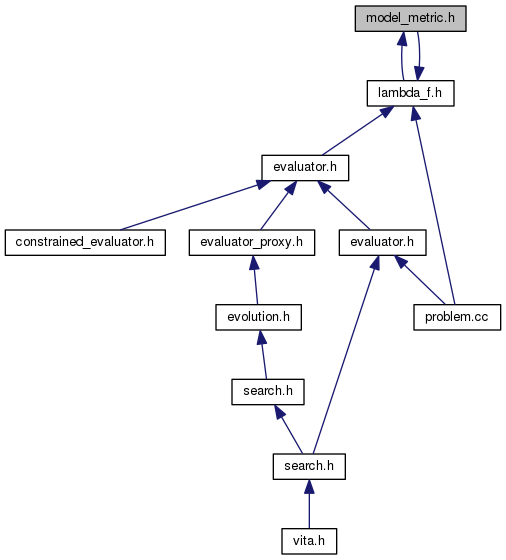 model_metric.h
lambda_f.h
evaluator.h
constrained_evaluator.h
evaluator_proxy.h
evaluator.h
evolution.h
problem.cc
search.h
search.h
vita.h